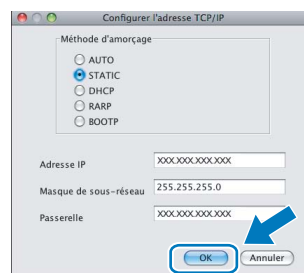 Configurer l'adresse TCP/IP
Méthode d'amorçage
AUTO
STATIC
DHCP
RARP
BOOTP
Adresse IP
XXX.XXX.XXX.XXX
Masque de sous-réseau
255.255.255.0
Passerelle
XXX.XXX.XXX.XXX
OK
Annuler